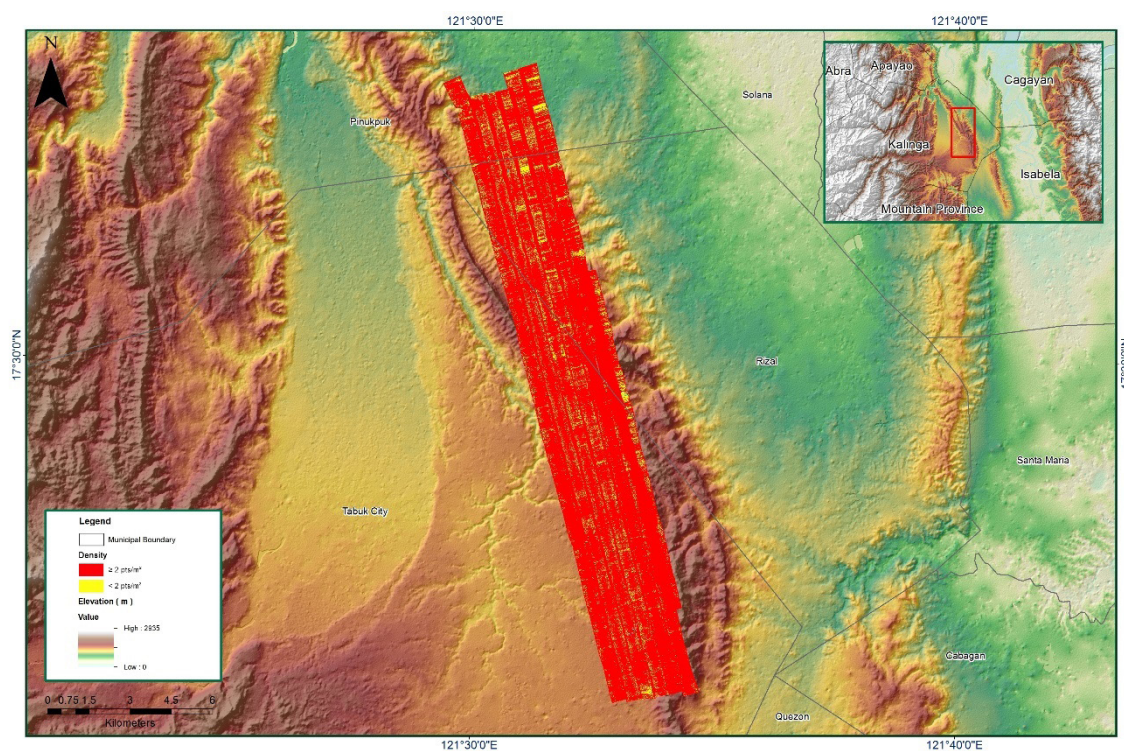 121°30'0"E
121°40'0"E
N
Solana
Pinukpuk
Abra
Apayao
Cagayan
Kalinga
Isabela
Mountain Province
17°30'0"N
Rizal
Santa Maria
Tabuk City
Legend
Municipal Boundary
Density
≥ 2 pts/m²
< 2 pts/m²
Elevation ( m )
Value
High : 2935
Low : 0
0 0.75 1.5 3 4.5 6
Kilometers
Cabagan
Quezon
121°30'0"E
121°40'0"E